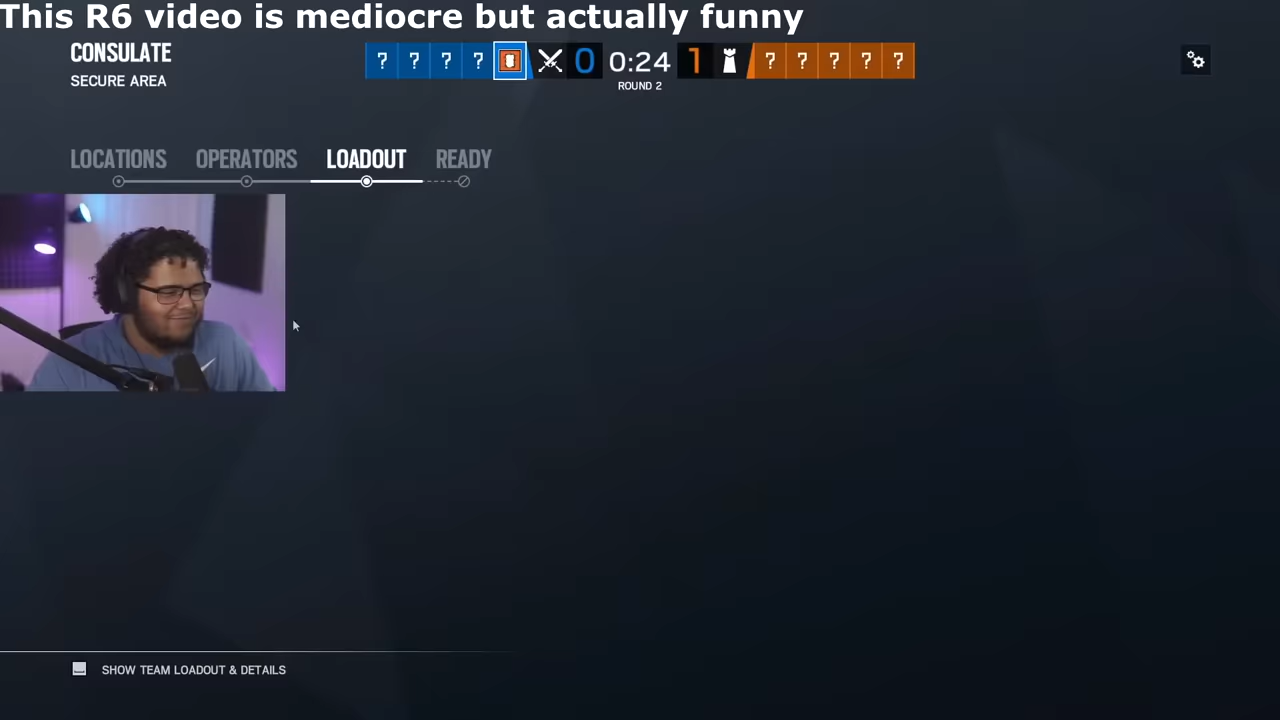 This R6 video is mediocre but actually funny
CONSULATE
SECURE AREA
? ? ? ? 0 0:24 1 ? ? ? ? ?
ROUND 2
LOCATIONS OPERATORS LOADOUT READY
SHOW TEAM LOADOUT & DETAILS